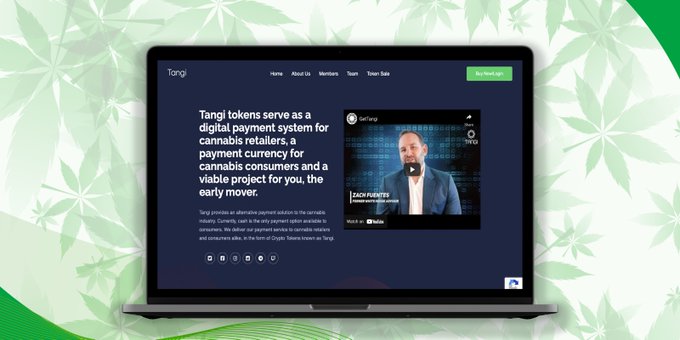 Tangi
Home
About Us
Members
Team
Token Sale
Buy Now/Login
Tangi tokens serve as a
digital payment system for
cannabis retailers, a
payment currency for
cannabis consumers and a
viable project for you, the
early mover.
Tangi provides an alternative payment solution to the cannabis
industry. Currently, cash is the only payment option available to
consumers. We deliver our payment service to cannabis retailers
and consumers alike, in the form of Crypto Tokens known as Tangi.
GetTangi
Share
TANGI
ZACH FUENTES
FORMER WHITE HOUSE ADVISOR
Watch on YouTube